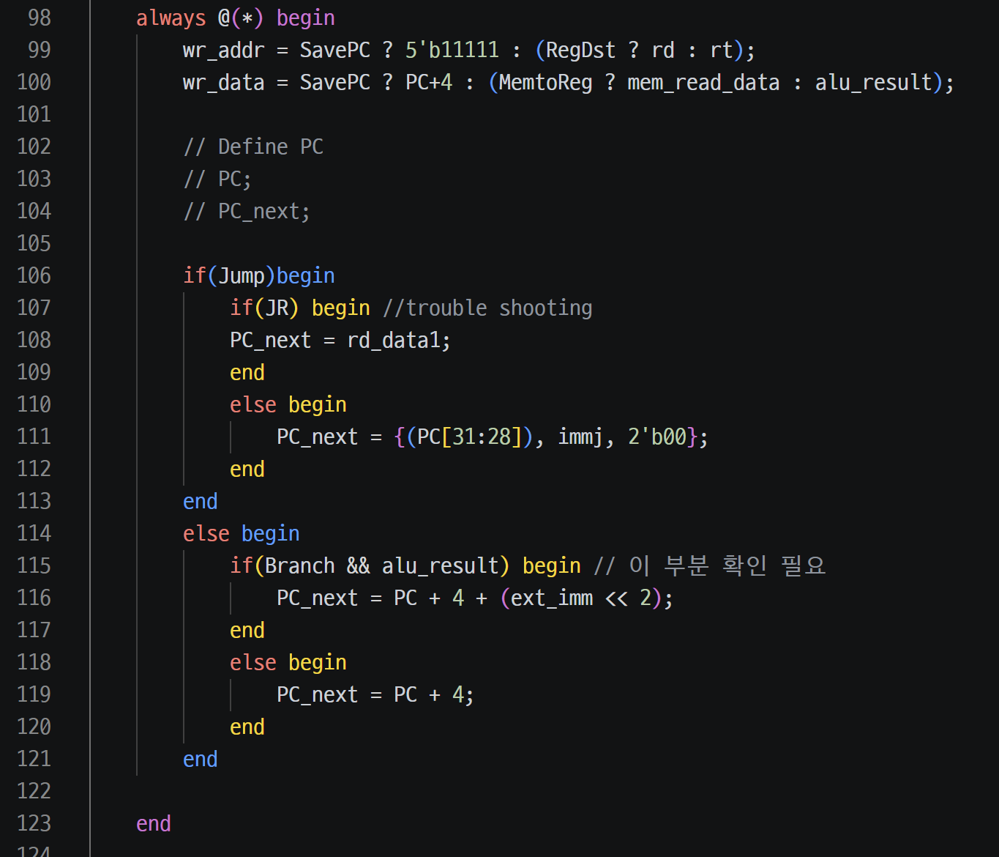 98 always @(*) begin
99 wr_addr = SavePC ? 5'b11111 : (RegDst ? rd : rt);
100 wr_data = SavePC ? PC+4 : (MemtoReg ? mem_read_data : alu_result);
101
102 // Define PC
103 // PC;
104 // PC_next;
105
106 if(Jump)begin
107 if(JR) begin //trouble shooting
108 PC_next = rd_data1;
109 end
110 else begin
111 PC_next = {(PC[31:28]), immj, 2'b00};
112 end
113 end
114 else begin
115 if(Branch && alu_result) begin // 이 부분 확인 필요
116 PC_next = PC + 4 + (ext_imm << 2);
117 end
118 else begin
119 PC_next = PC + 4;
120 end
121 end
122
123 end
124